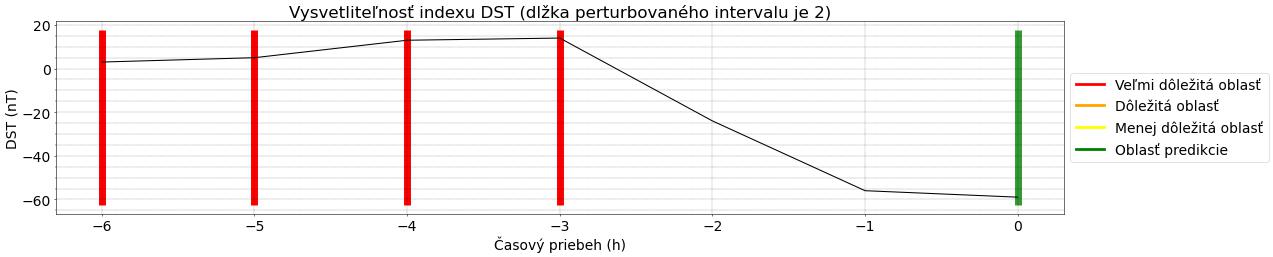 Vysvetliteľnosť indexu DST (dĺžka perturbovaného intervalu je 2)
20
0
−20
−40
−60
DST (nT)
−6 −5 −4 −3 −2 −1 0
Časový priebeh (h)
Veľmi dôležitá oblasť
Dôležitá oblasť
Menej dôležitá oblasť
Oblasť predikcie